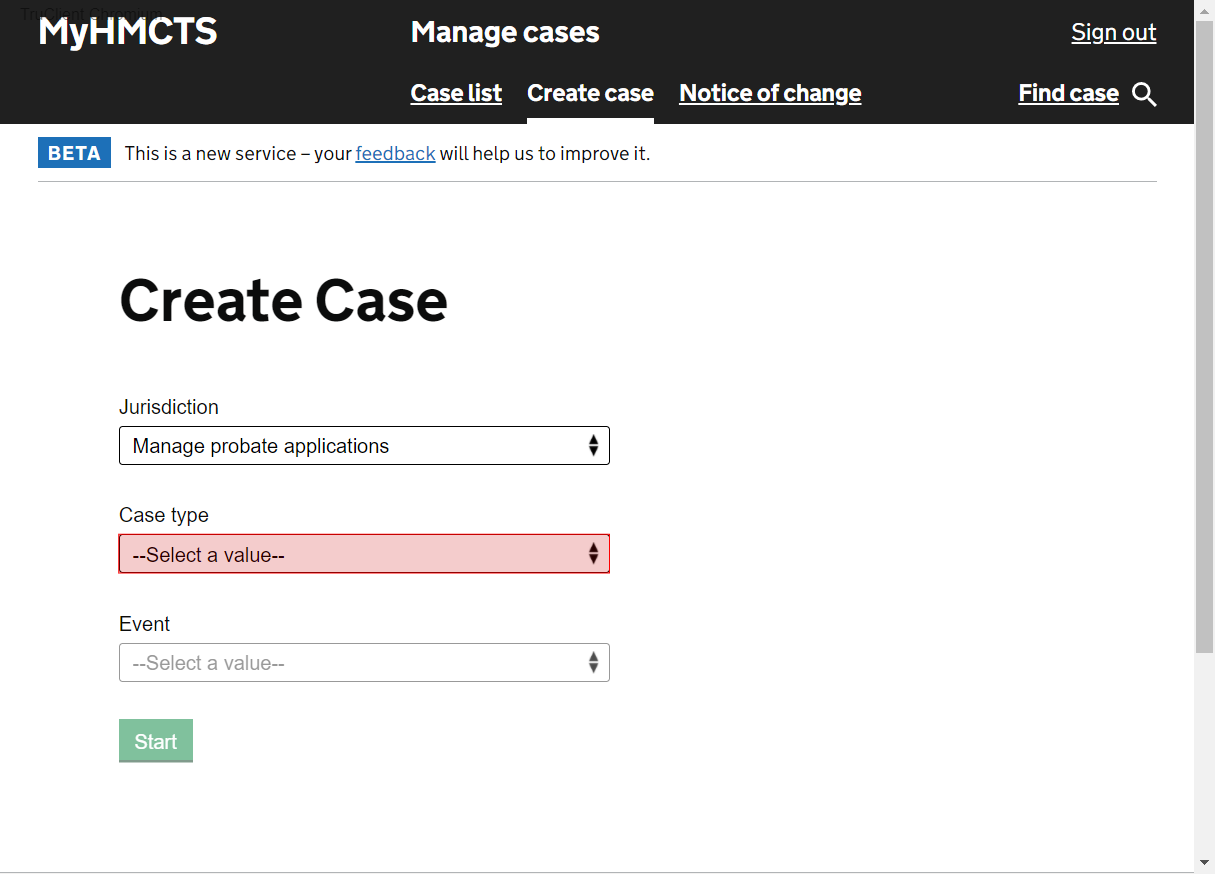 TruClient Chromium
MyHMCTS
Manage cases
Sign out
Case list
Create case
Notice of change
Find case
BETA
This is a new service – your feedback will help us to improve it.
Create Case
Jurisdiction
Manage probate applications
Case type
--Select a value--
Event
--Select a value--
Start